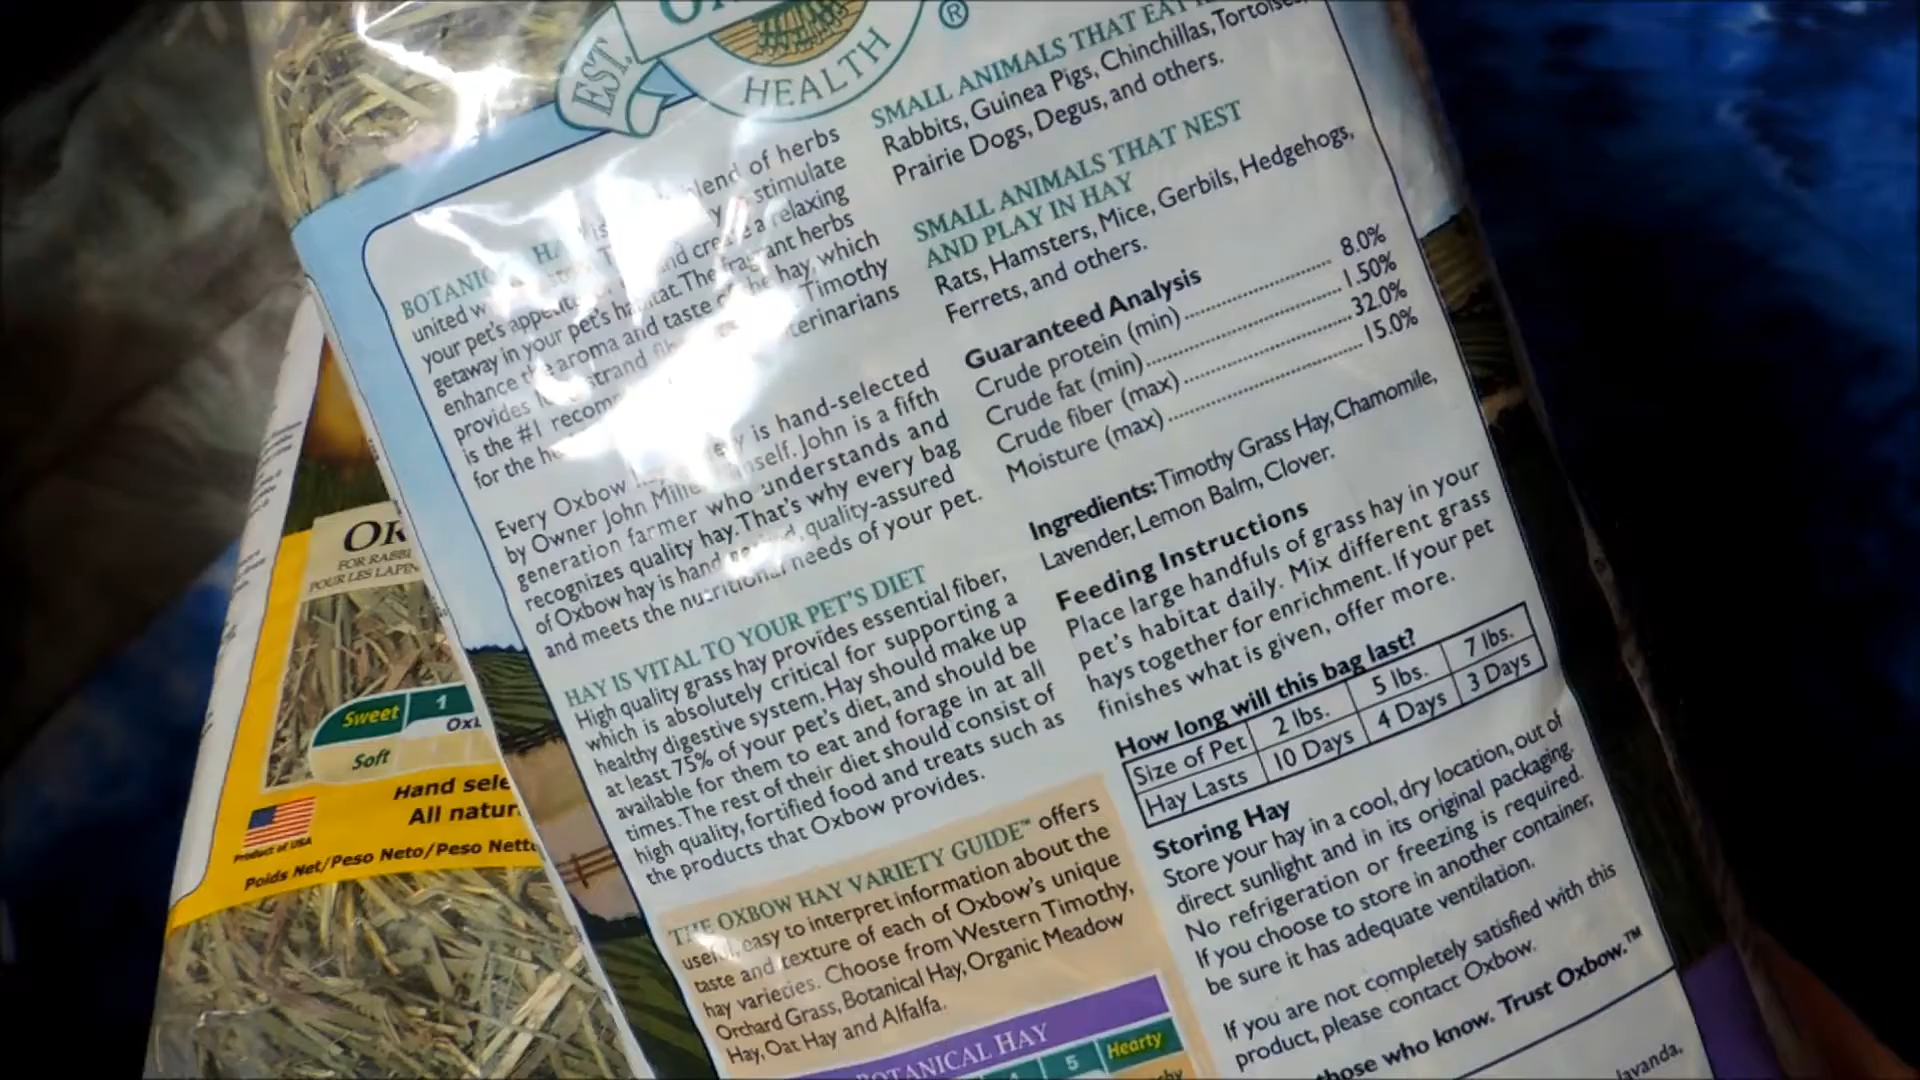 EST.
HEALTH
®
BOTANICAL HAY is blend of herbs
united stimulate
your pet's and create a relaxing
getaway in your pet's habitat. The fragrant herbs
enhance the aroma and taste of the hay, which
provides strand Timothy
is the #1 veterinarians
for the
Every Oxbow is hand-selected
by Owner John Miller himself. John is a fifth
generation farmer who understands and
recognizes quality hay. That's why every bag
of Oxbow hay is hand quality-assured
and meets the nutritional needs of your pet.
HAY IS VITAL TO YOUR PET'S DIET
High quality grass hay provides essential fiber,
which is absolutely critical for supporting a
healthy digestive system. Hay should make up
at least 75% of your pet's diet, and should be
available for them to eat and forage in at all
times. The rest of their diet should consist of
high quality, fortified food and treats such as
the products that Oxbow provides.
THE OXBOW HAY VARIETY GUIDE™ offers
useful, easy to interpret information about the
taste and texture of each of Oxbow's unique
hay varieties. Choose from Western Timothy,
Orchard Grass, Botanical Hay, Organic Meadow
Hay, Oat Hay and Alfalfa.
BOTANICAL HAY
5 Hearty
SMALL ANIMALS THAT EAT
Rabbits, Guinea Pigs, Chinchillas, Tortoises,
Prairie Dogs, Degus, and others.
SMALL ANIMALS THAT NEST
AND PLAY IN HAY
Rats, Hamsters, Mice, Gerbils, Hedgehogs,
Ferrets, and others.
Guaranteed Analysis
Crude protein (min) 8.0%
Crude fat (min) 1.50%
Crude fiber (max) 32.0%
Moisture (max) 15.0%
Ingredients: Timothy Grass Hay, Chamomile,
Lavender, Lemon Balm, Clover.
Feeding Instructions
Place large handfuls of grass hay in your
pet's habitat daily. Mix different grass
hays together for enrichment. If your pet
finishes what is given, offer more.
How long will this bag last?
Size of Pet 2 lbs. 5 lbs. 7 lbs.
Hay Lasts 10 Days 4 Days 3 Days
Storing Hay
Store your hay in a cool, dry location, out of
direct sunlight and in its original packaging.
No refrigeration or freezing is required.
If you choose to store in another container,
be sure it has adequate ventilation.
If you are not completely satisfied with this
product, please contact Oxbow.
those who know. Trust Oxbow.™
FOR
POUR LES
Sweet 1
Soft
Hand
All
Product of USA
Poids Net/Peso Neto/Peso